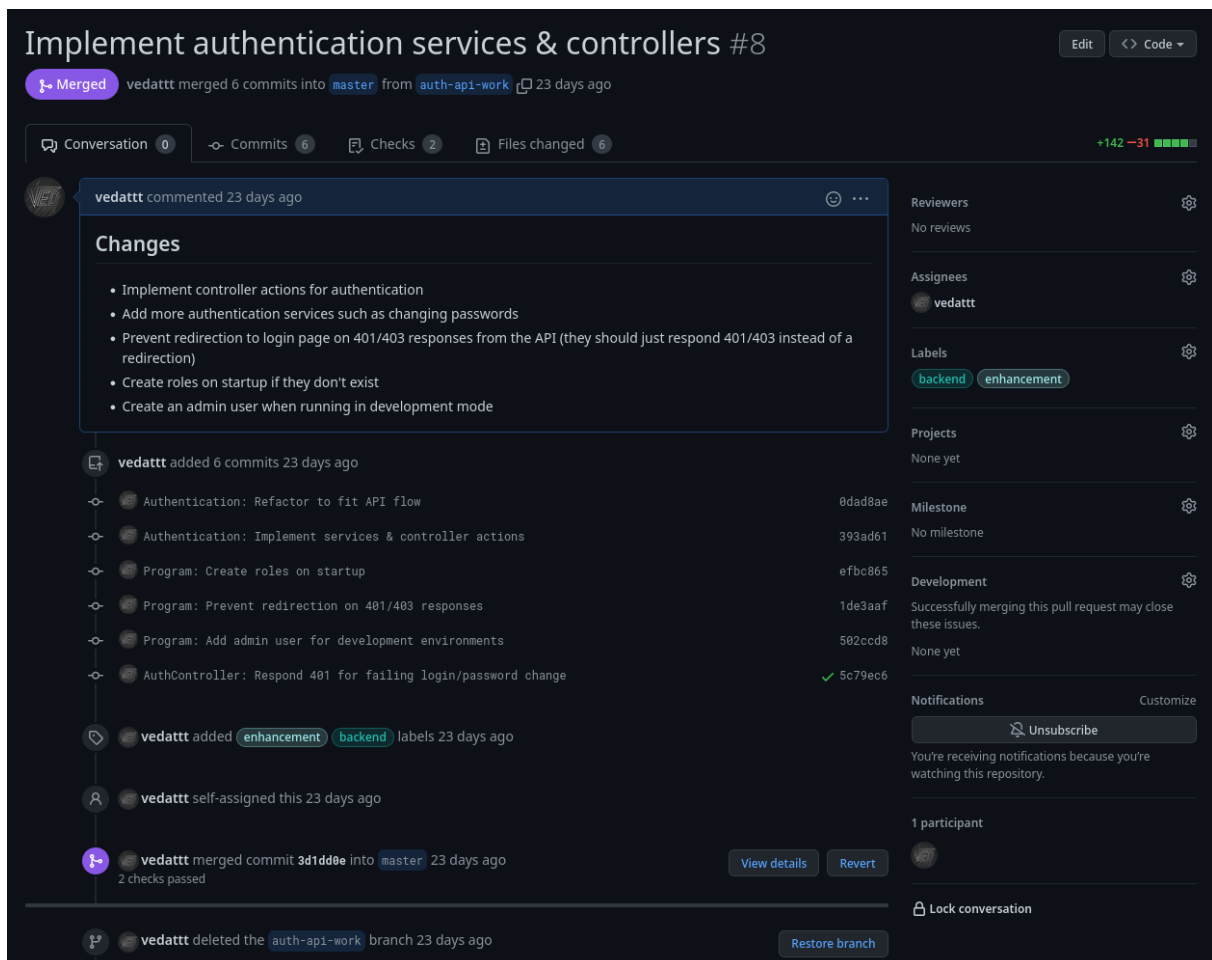 Implement authentication services & controllers #8
Edit
<> Code
Merged
vedattt merged 6 commits into master from auth-api-work 23 days ago
Conversation 0
Commits 6
Checks 2
Files changed 6
+142 −31
vedattt commented 23 days ago
Changes
• Implement controller actions for authentication
• Add more authentication services such as changing passwords
• Prevent redirection to login page on 401/403 responses from the API (they should just respond 401/403 instead of a
redirection)
• Create roles on startup if they don't exist
• Create an admin user when running in development mode
vedattt added 6 commits 23 days ago
Authentication: Refactor to fit API flow 0dad8ae
Authentication: Implement services & controller actions 393ad61
Program: Create roles on startup efbc865
Program: Prevent redirection on 401/403 responses 1de3aaf
Program: Add admin user for development environments 502ccd8
AuthController: Respond 401 for failing login/password change 5c79ec6
vedattt added enhancement backend labels 23 days ago
vedattt self-assigned this 23 days ago
vedattt merged commit 3d1dd0e into master 23 days ago
2 checks passed
View details
Revert
vedattt deleted the auth-api-work branch 23 days ago
Restore branch
Reviewers
No reviews
Assignees
vedattt
Labels
backend enhancement
Projects
None yet
Milestone
No milestone
Development
Successfully merging this pull request may close
these issues.
None yet
Notifications
Customize
Unsubscribe
You're receiving notifications because you're
watching this repository.
1 participant
Lock conversation